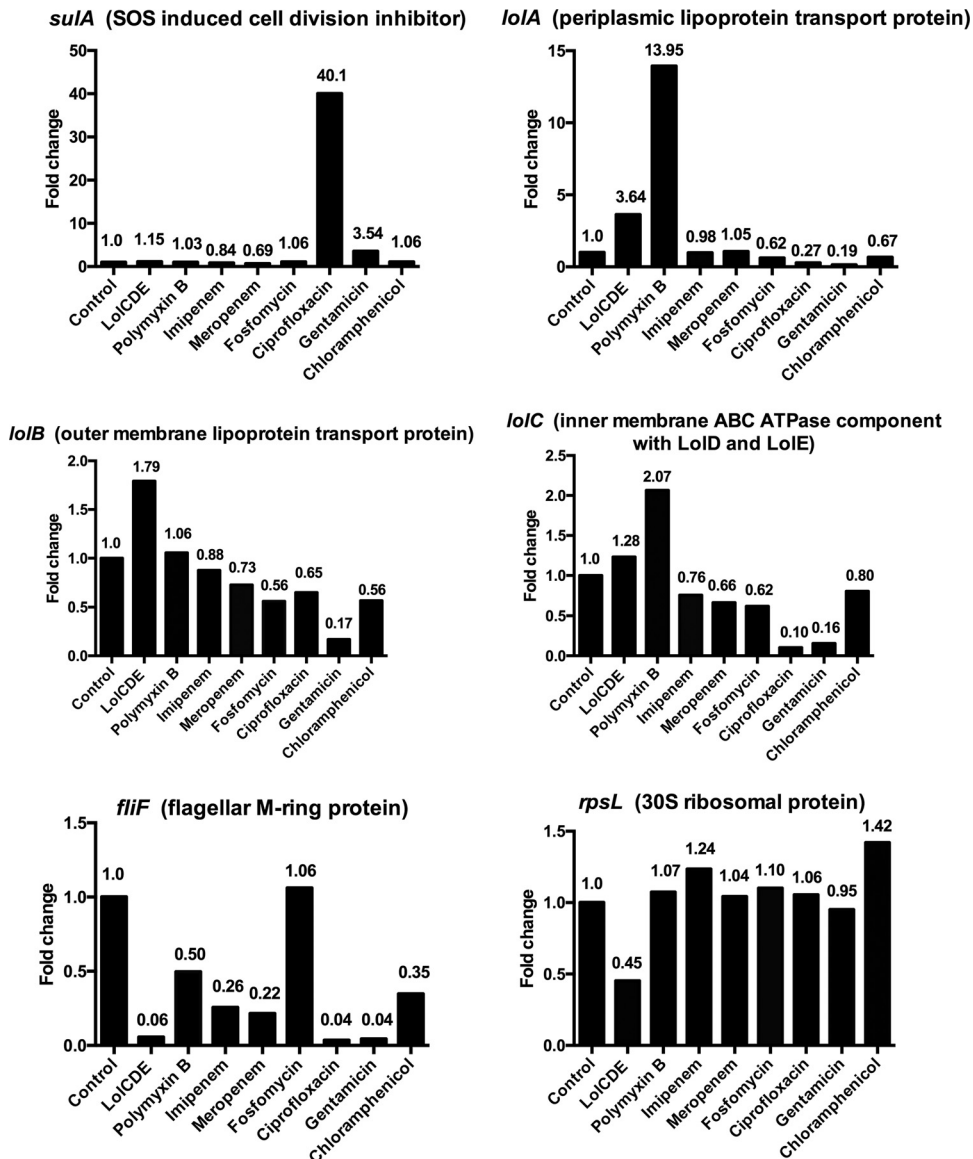 sulA (SOS induced cell division inhibitor)
Fold change
50
40
30
20
10
0
1.0
1.15
1.03
0.84
0.69
1.06
40.1
3.54
1.06
Control
LolCDE
Polymyxin B
Imipenem
Meropenem
Fosfomycin
Ciprofloxacin
Gentamicin
Chloramphenicol
lolA (periplasmic lipoprotein transport protein)
Fold change
15
10
5
0
1.0
3.64
13.95
0.98
1.05
0.62
0.27
0.19
0.67
Control
LolCDE
Polymyxin B
Imipenem
Meropenem
Fosfomycin
Ciprofloxacin
Gentamicin
Chloramphenicol
lolB (outer membrane lipoprotein transport protein)
Fold change
2.0
1.5
1.0
0.5
0.0
1.0
1.79
1.06
0.88
0.73
0.56
0.65
0.17
0.56
Control
LolCDE
Polymyxin B
Imipenem
Meropenem
Fosfomycin
Ciprofloxacin
Gentamicin
Chloramphenicol
lolC (inner membrane ABC ATPase component
with LolD and LolE)
Fold change
2.5
2.0
1.5
1.0
0.5
0.0
1.0
1.28
2.07
0.76
0.66
0.62
0.10
0.16
0.80
Control
LolCDE
Polymyxin B
Imipenem
Meropenem
Fosfomycin
Ciprofloxacin
Gentamicin
Chloramphenicol
fliF (flagellar M-ring protein)
Fold change
1.5
1.0
0.5
0.0
1.0
0.06
0.50
0.26
0.22
1.06
0.04
0.04
0.35
Control
LolCDE
Polymyxin B
Imipenem
Meropenem
Fosfomycin
Ciprofloxacin
Gentamicin
Chloramphenicol
rpsL (30S ribosomal protein)
Fold change
1.5
1.0
0.5
0.0
1.0
0.45
1.07
1.24
1.04
1.10
1.06
0.95
1.42
Control
LolCDE
Polymyxin B
Imipenem
Meropenem
Fosfomycin
Ciprofloxacin
Gentamicin
Chloramphenicol